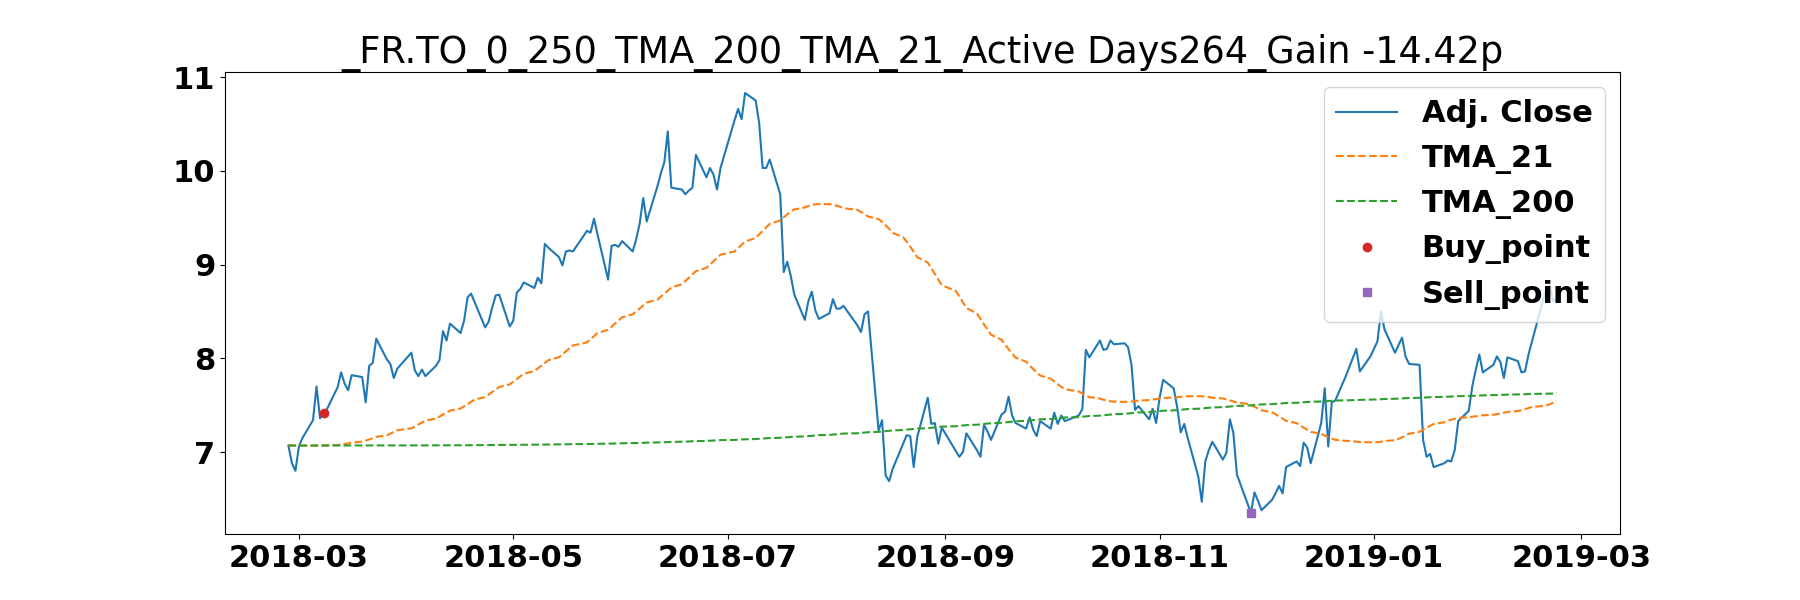 _FR.TO_0_250_TMA_200_TMA_21_Active Days264_Gain -14.42p
11
10
9
8
7
Adj. Close
TMA_21
TMA_200
Buy_point
Sell_point
2018-03 2018-05 2018-07 2018-09 2018-11 2019-01 2019-03